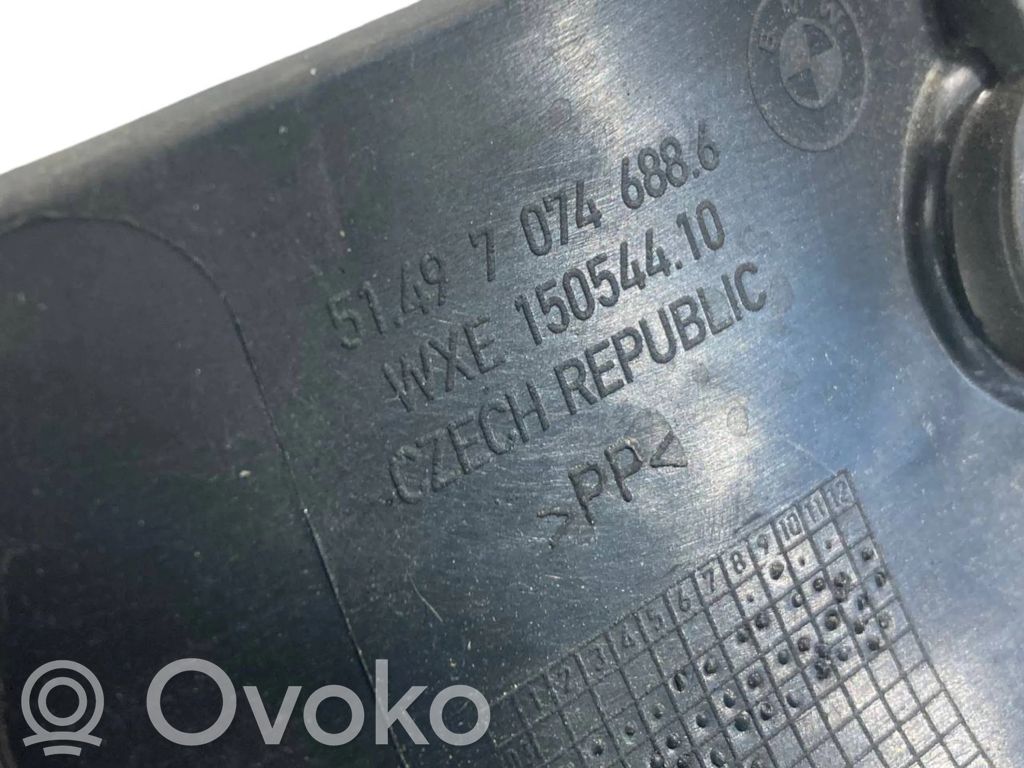 BMW
51.49 7 074 688.6
WXE 150544.10
CZECH REPUBLIC
>PP<
1 2 3 4 5 6 7 8 9 10 11 12
Ovoko